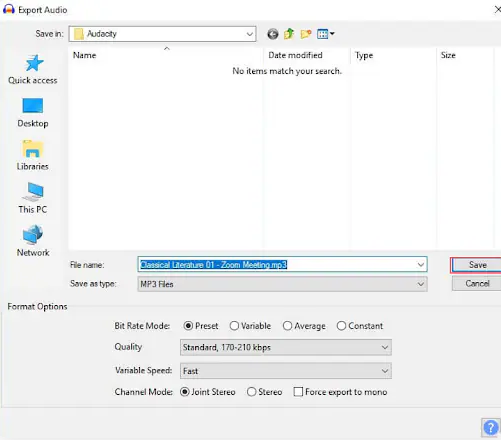 Export Audio
Save in: Audacity
Name Date modified Type Size
No items match your search.
Quick access
Desktop
Libraries
This PC
Network
File name: Classical Literature 01 - Zoom Meeting.mp3 Save
Save as type: MP3 Files Cancel
Format Options
Bit Rate Mode: Preset Variable Average Constant
Quality Standard, 170-210 kbps
Variable Speed: Fast
Channel Mode: Joint Stereo Stereo Force export to mono
?